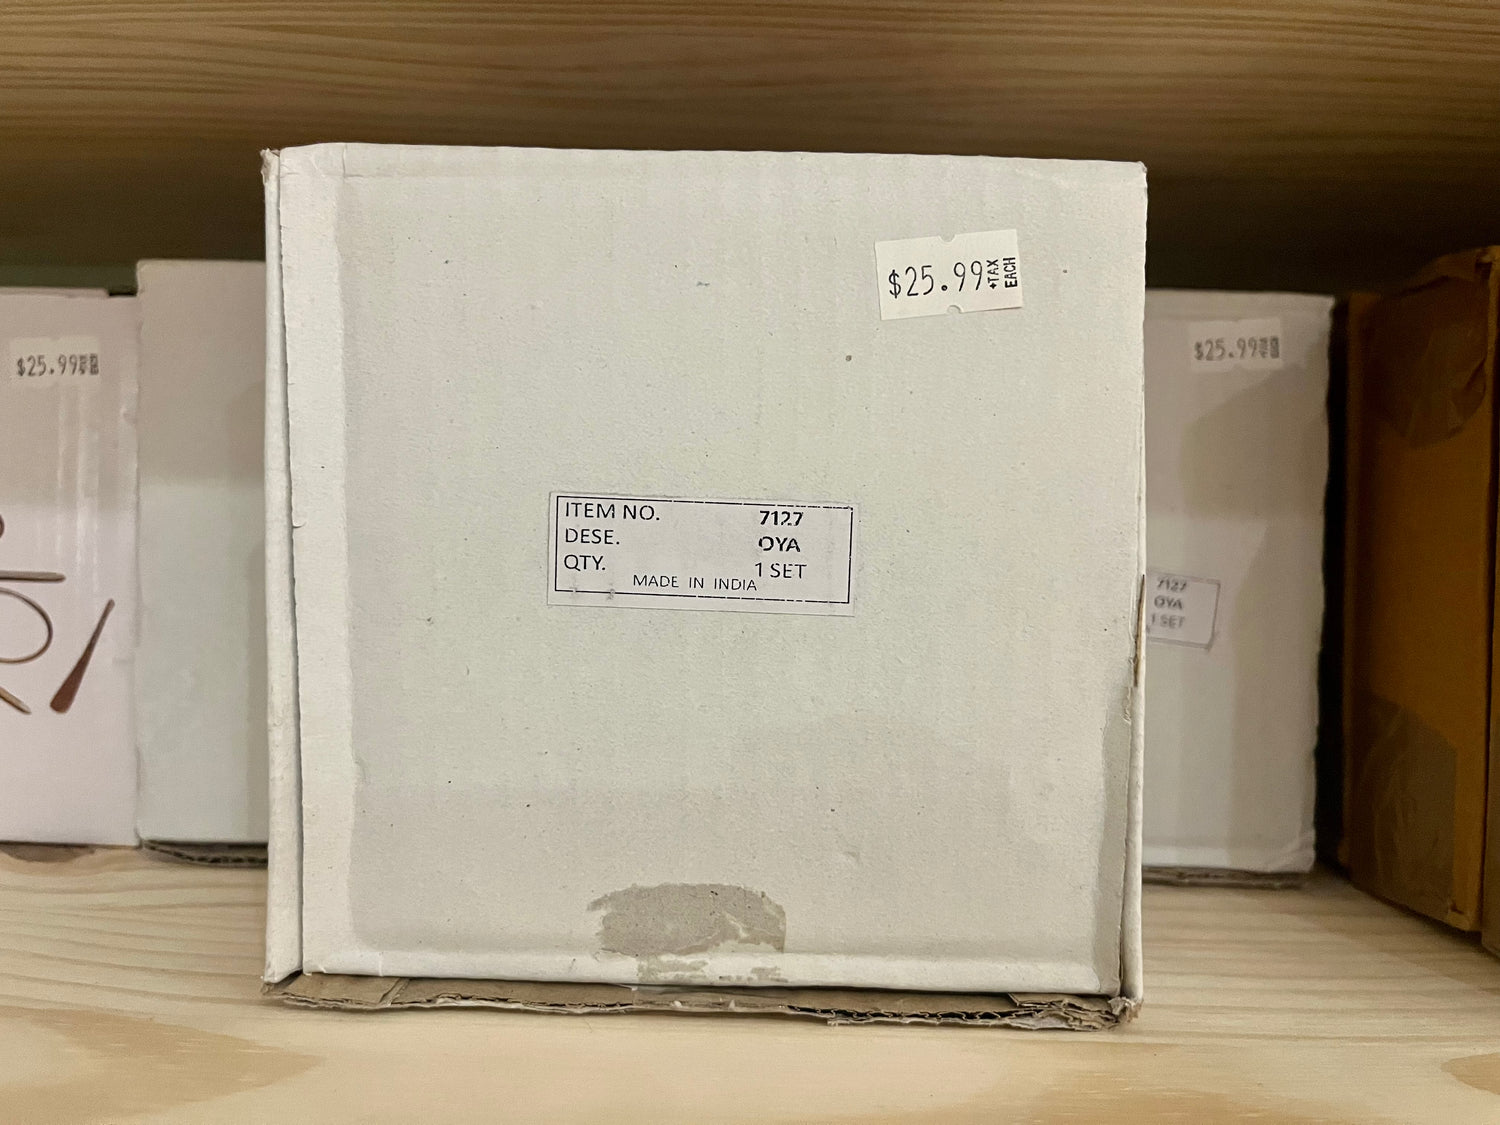 $25.99 +TAX EACH
ITEM NO. 7127
DESE. OYA
QTY. 1 SET
MADE IN INDIA
$25.99
$25.99
7127
OYA
1 SET